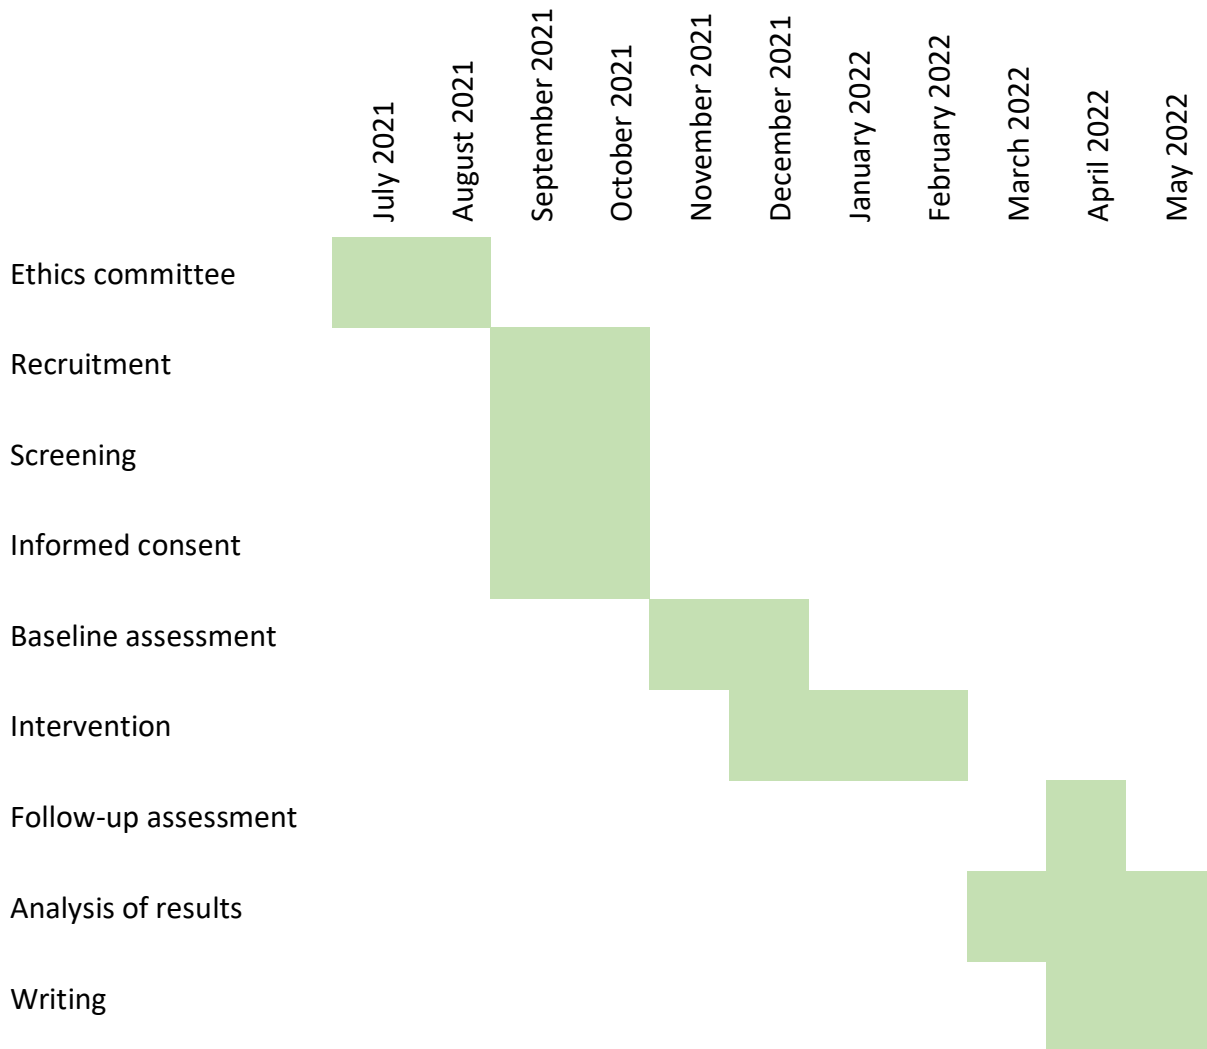 July 2021
August 2021
September 2021
October 2021
November 2021
December 2021
January 2022
February 2022
March 2022
April 2022
May 2022
Ethics committee
Recruitment
Screening
Informed consent
Baseline assessment
Intervention
Follow-up assessment
Analysis of results
Writing